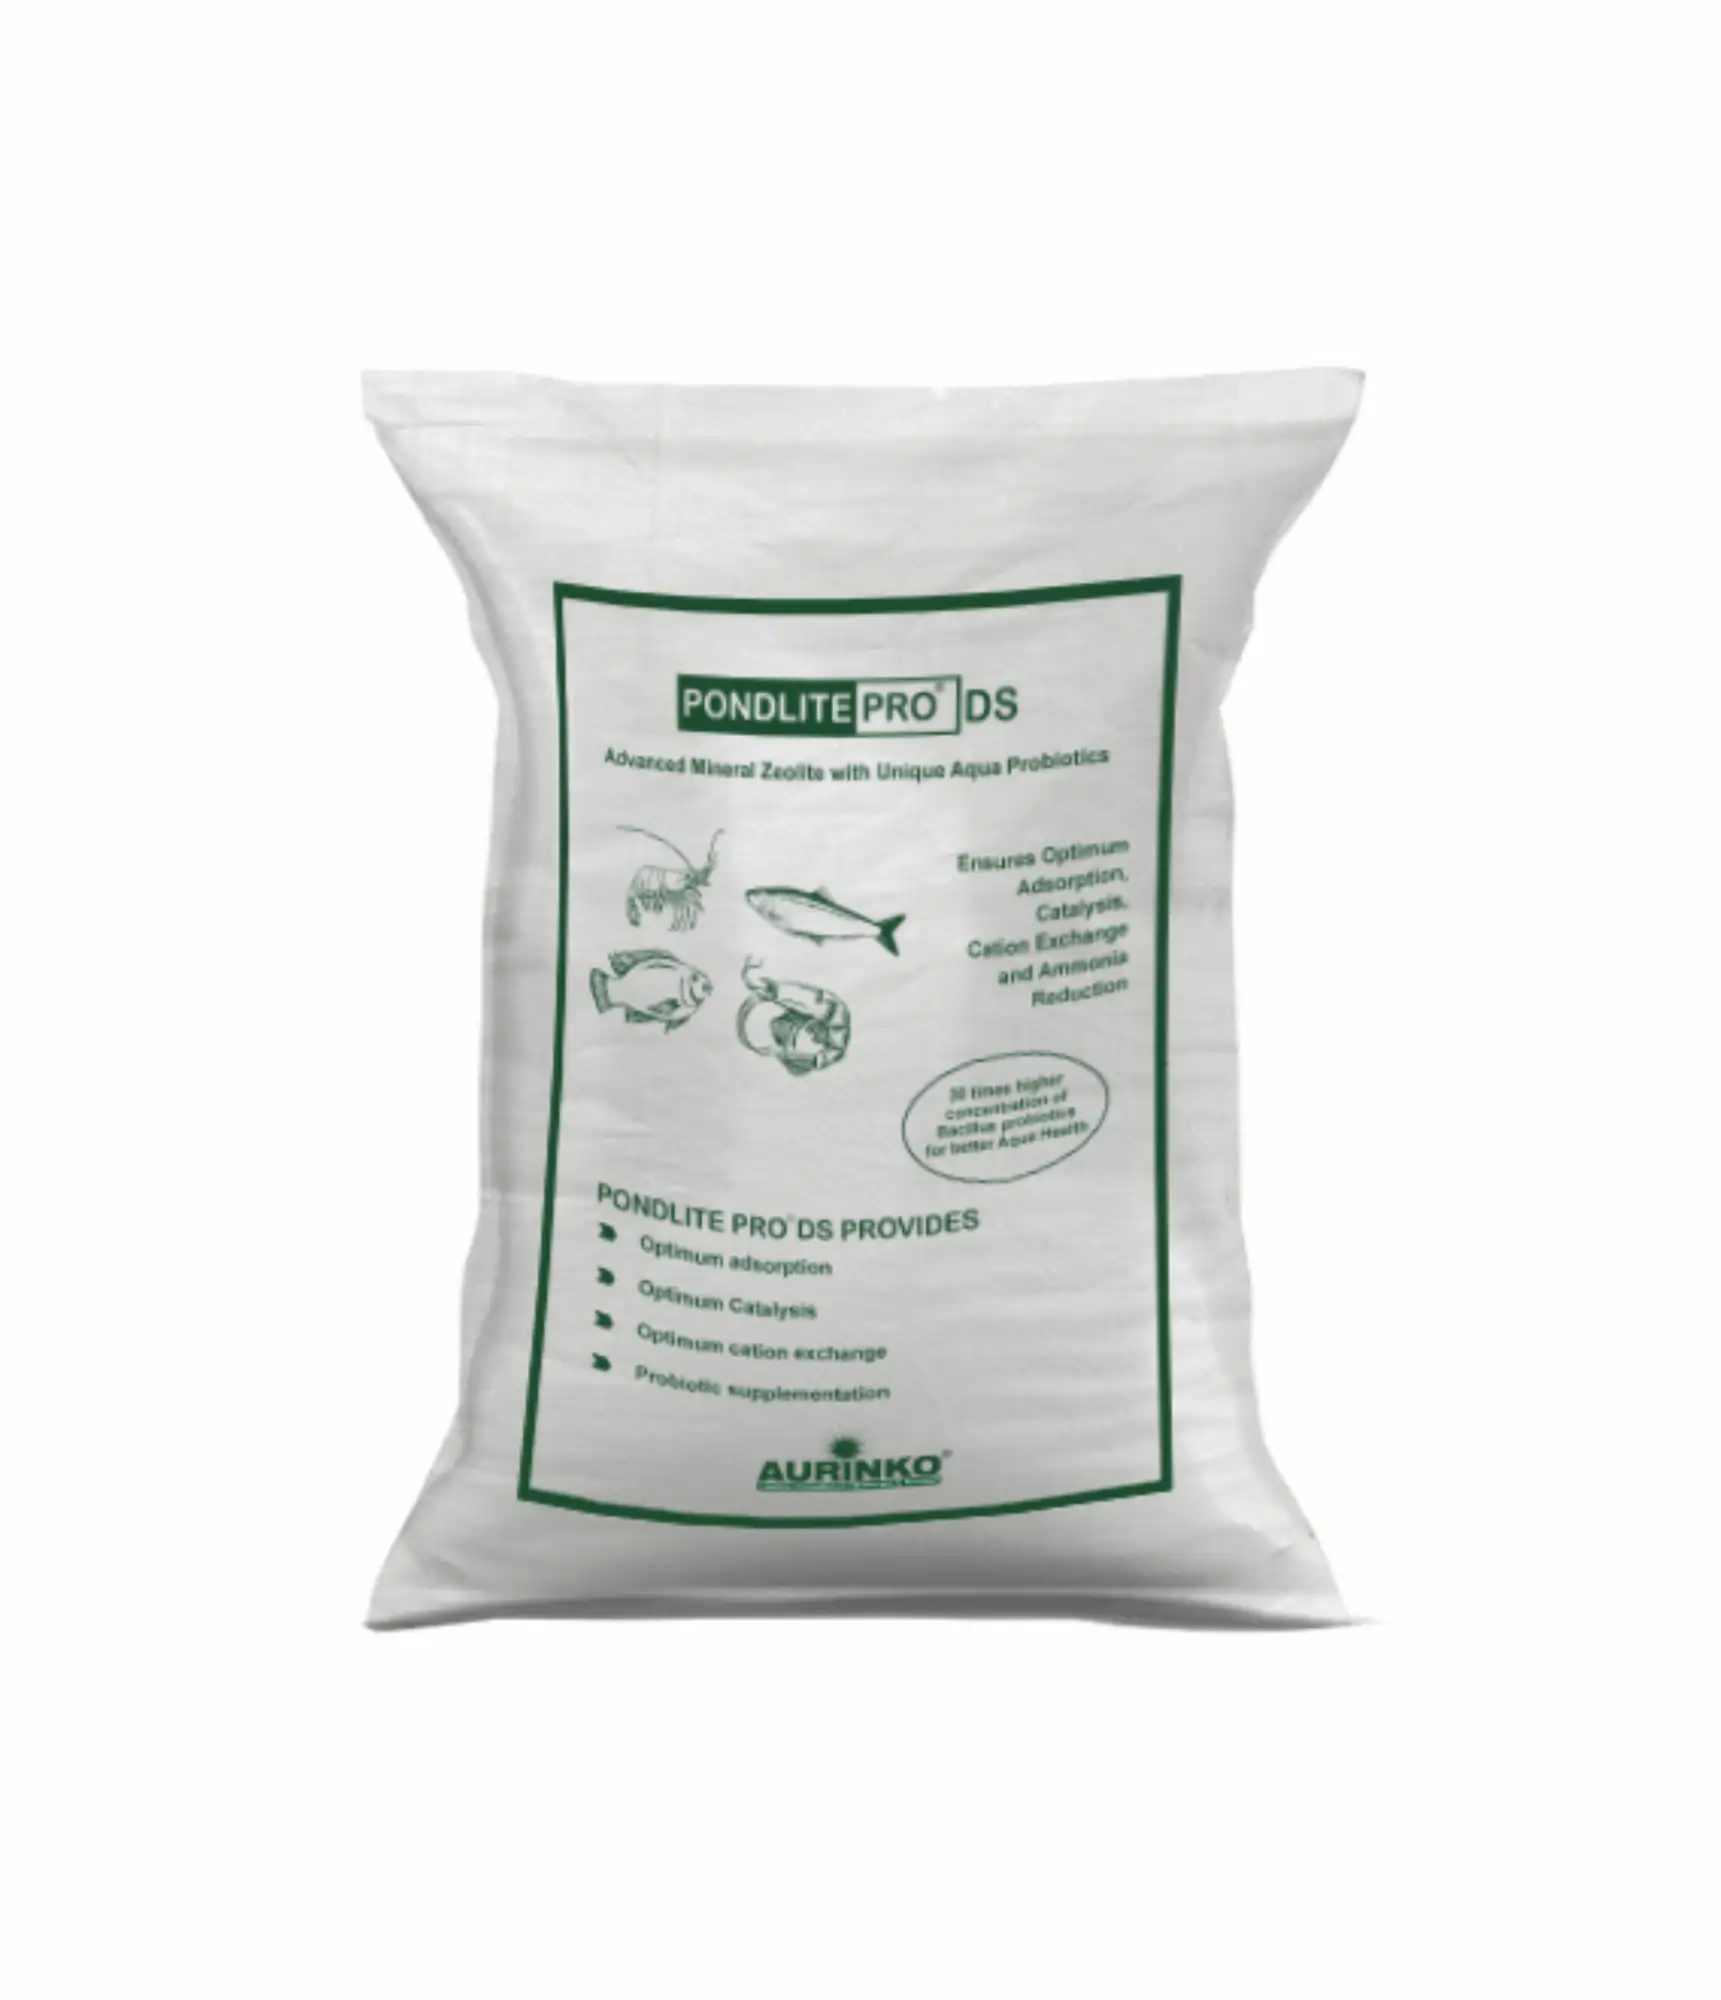 PONDLITE PRO® DS
Advanced Mineral Zeolite with Unique Aqua Probiotics
Ensures Optimum
Adsorption,
Catalysis,
Cation Exchange
and Ammonia
Reduction
30 times higher
concentration of
Bacillus probiotics
for better Aqua Health
PONDLITE PRO® DS PROVIDES
Optimum adsorption
Optimum Catalysis
Optimum cation exchange
Probiotic supplementation
AURINKO®